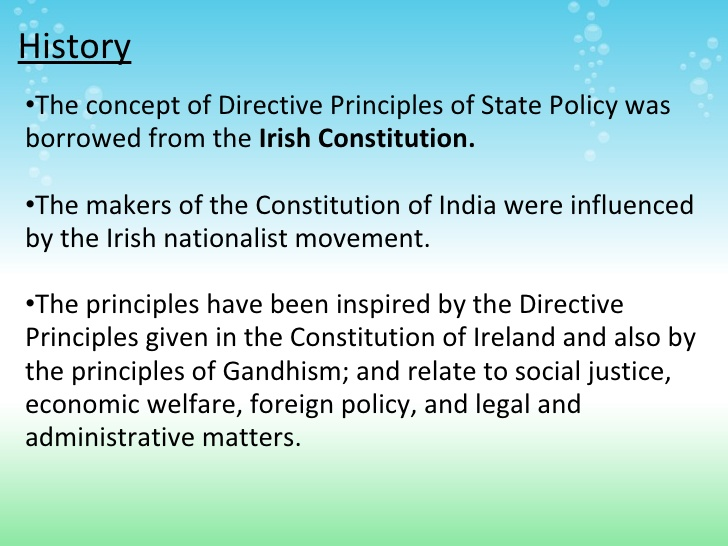 History
•The concept of Directive Principles of State Policy was
borrowed from the Irish Constitution.
•The makers of the Constitution of India were influenced
by the Irish nationalist movement.
•The principles have been inspired by the Directive
Principles given in the Constitution of Ireland and also by
the principles of Gandhism; and relate to social justice,
economic welfare, foreign policy, and legal and
administrative matters.